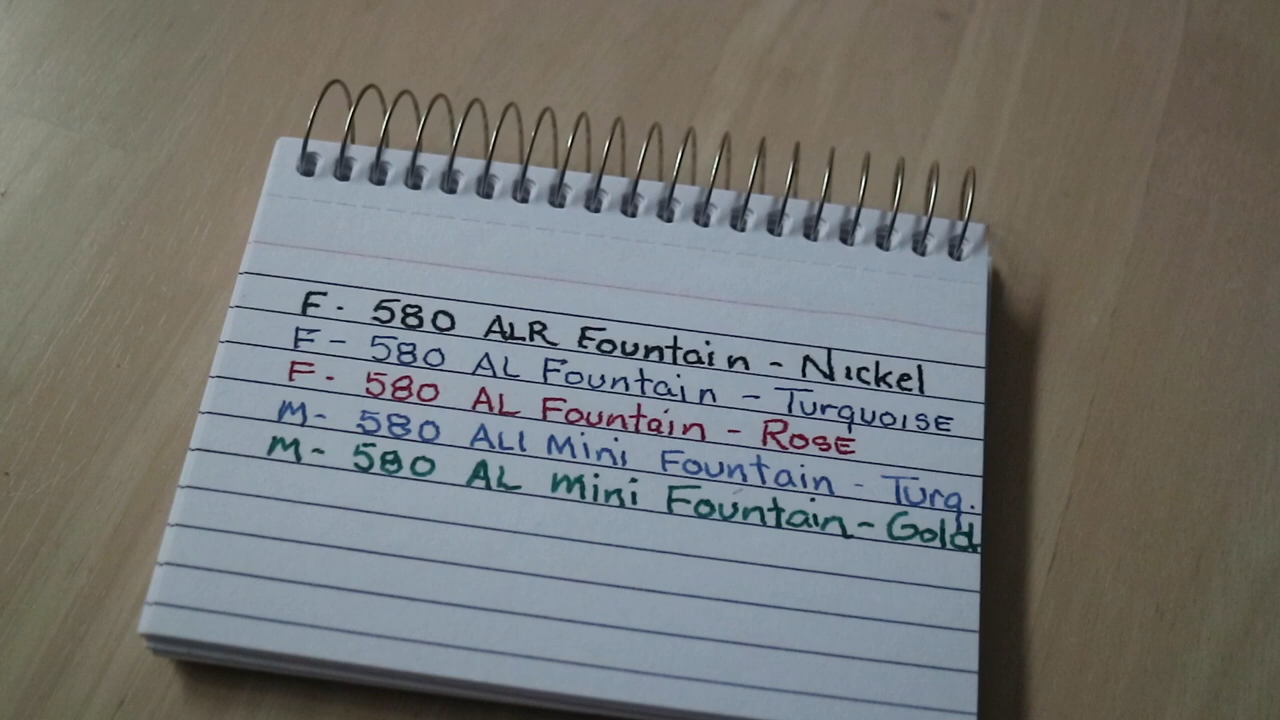 F. 580 ALR Fountain - Nickel
F - 580 AL Fountain - Turquoise
F. 580 AL Fountain - Rose
M- 580 ALI Mini Fountain - Turq.
M- 580 AL mini Fountain - Gold